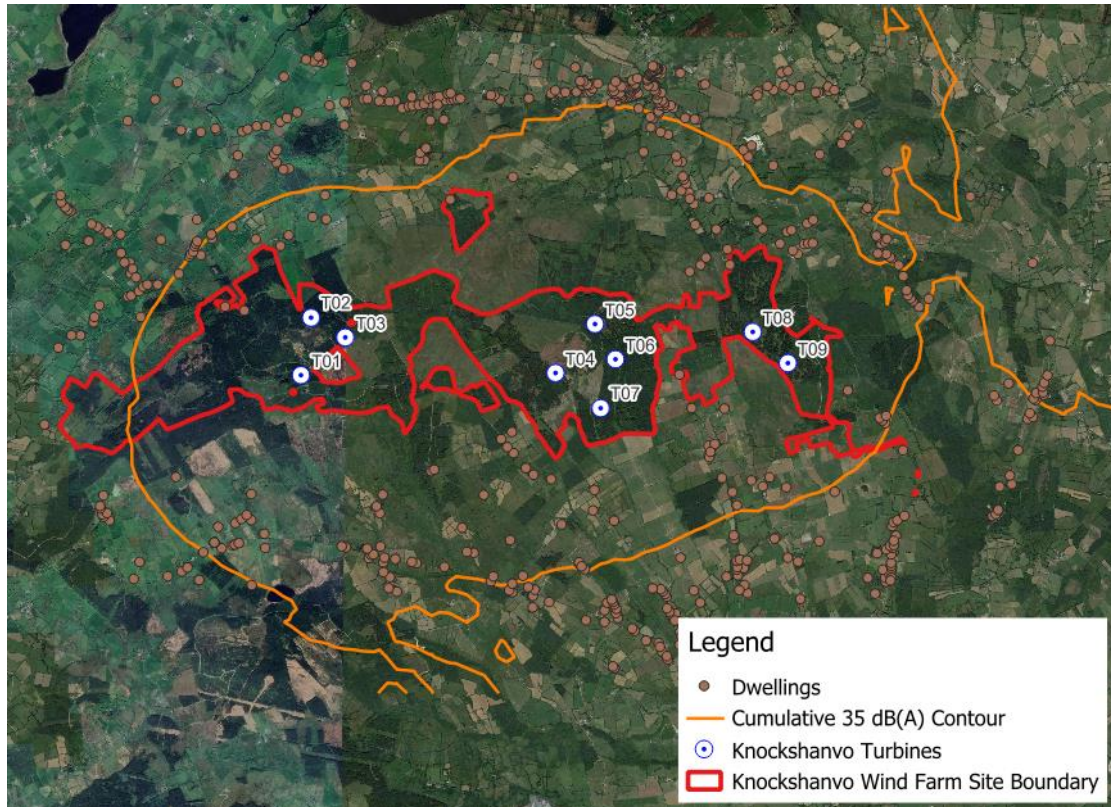 T02
T03
T01
T05
T06
T04
T07
T08
T09
Legend
Dwellings
Cumulative 35 dB(A) Contour
Knockshanvo Turbines
Knockshanvo Wind Farm Site Boundary